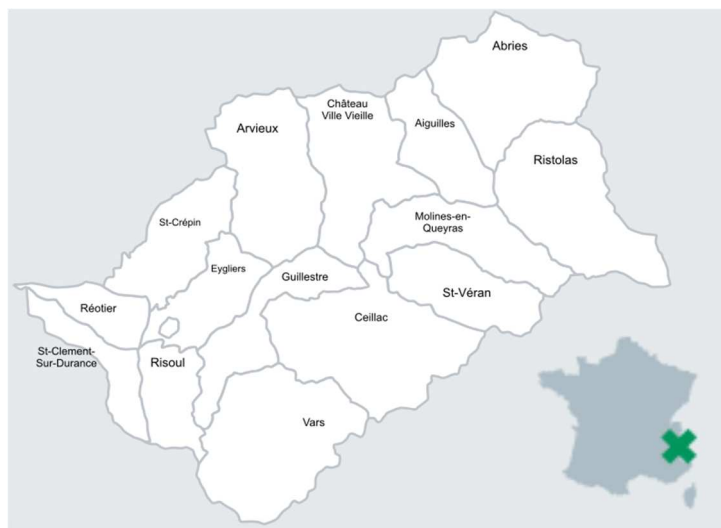 Abries
Château
Ville Vieille
Arvieux
Aiguilles
Ristolas
St-Crépin
Molines-en-
Queyras
Eygliers
Guillestre
St-Véran
Réotier
Ceillac
St-Clement-
Sur-Durance
Risoul
Vars